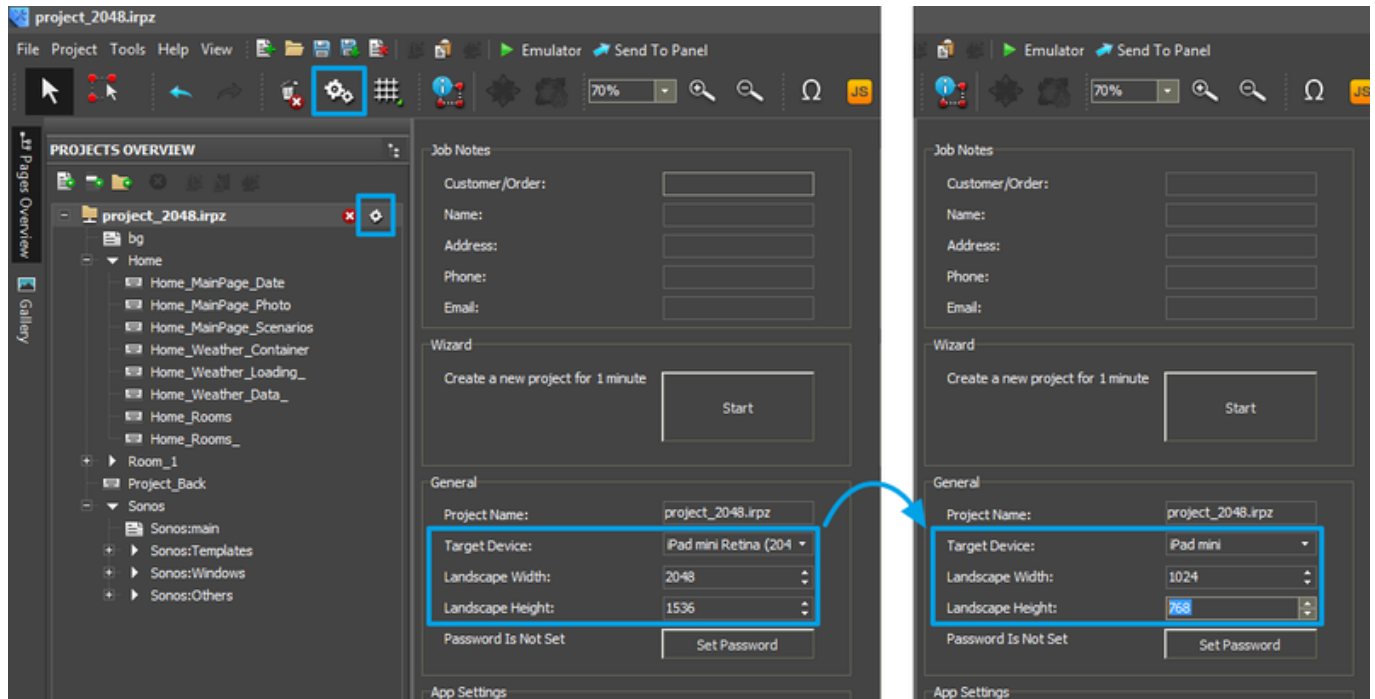 project_2048.irpz
File Project Tools Help View Emulator Send To Panel
70% Ω JS
Pages Overview
Gallery
PROJECTS OVERVIEW
project_2048.irpz
bg
Home
Home_MainPage_Date
Home_MainPage_Photo
Home_MainPage_Scenarios
Home_Weather_Container
Home_Weather_Loading_
Home_Weather_Data_
Home_Rooms
Home_Rooms_
Room_1
Project_Back
Sonos
Sonos:main
Sonos:Templates
Sonos:Windows
Sonos:Others
Job Notes
Customer/Order:
Name:
Address:
Phone:
Email:
Wizard
Create a new project for 1 minute Start
General
Project Name: project_2048.irpz
Target Device: iPad mini Retina (204
Landscape Width: 2048
Landscape Height: 1536
Password Is Not Set Set Password
App Settings
Emulator Send To Panel
70% Ω JS
Job Notes
Customer/Order:
Name:
Address:
Phone:
Email:
Wizard
Create a new project for 1 minute Start
General
Project Name: project_2048.irpz
Target Device: iPad mini
Landscape Width: 1024
Landscape Height: 768
Password Is Not Set Set Password
App Settings